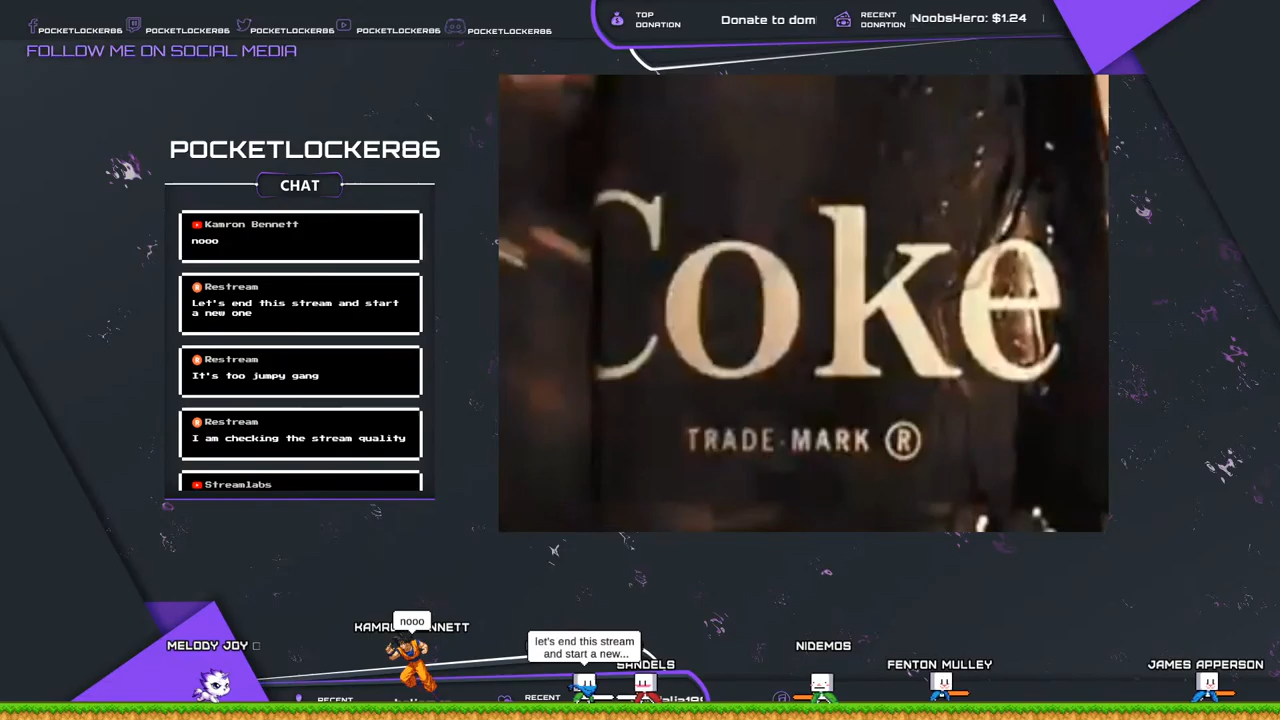 POCKETLOCKER86 POCKETLOCKER86 POCKETLOCKER86 POCKETLOCKER86 POCKETLOCKER86
FOLLOW ME ON SOCIAL MEDIA
TOP
DONATION
Donate to dom
RECENT
DONATION
NoobsHero: $1.24
POCKETLOCKER86
CHAT
Kamron Bennett
nooo
Restream
Let's end this stream and start
a new one
Restream
It's too jumpy gang
Restream
I am checking the stream quality
Streamlabs
Coke
TRADE-MARK ®
MELODY JOY
nooo
let's end this stream
and start a new...
SANDELS
NIDEMOS
FENTON MULLEY
JAMES APPERSON
RECENT
RECENT